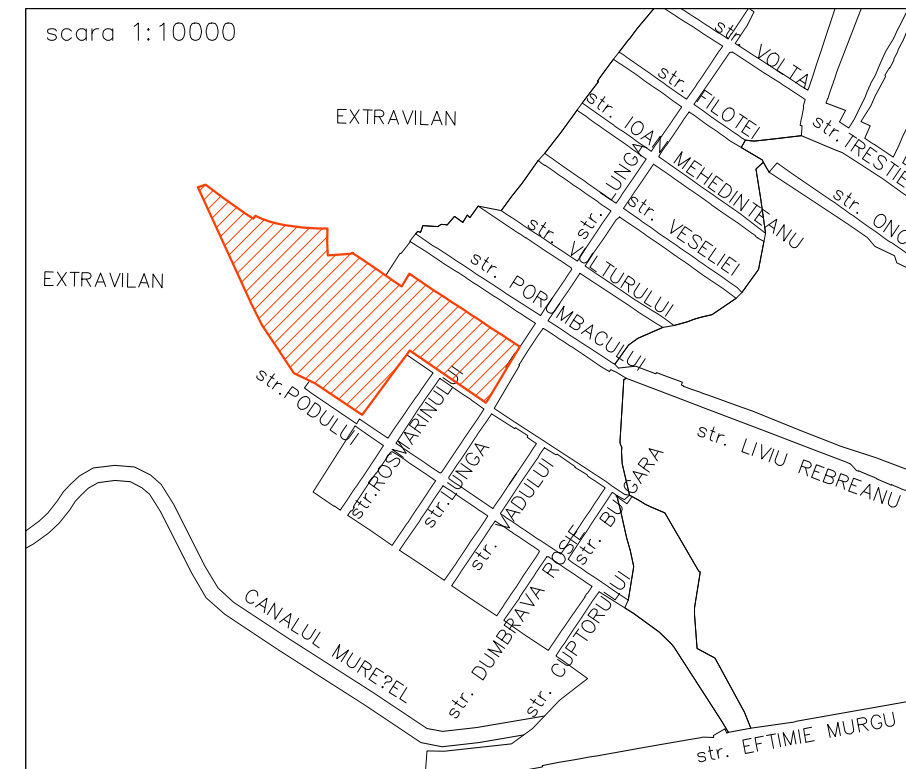 scara 1:10000
str. VOLTA
str. FILOTEI
EXTRAVILAN
str. IOAN MEHEDINTEANU
str.TRESTIE
str. LUNGA
str. ONC
str. VESELIEI
str. VULTURULUI
EXTRAVILAN
str. PORUMBACULUI
str.PODULUI
str.ROSMARINULUI
str. LIVIU REBREANU
str.LUNGA
str. VADULUI
str. BULGARA
str. DUMBRAVA ROSIE
CANALUL MURE?EL
str. CUPTORULUI
str. EFTIMIE MURGU